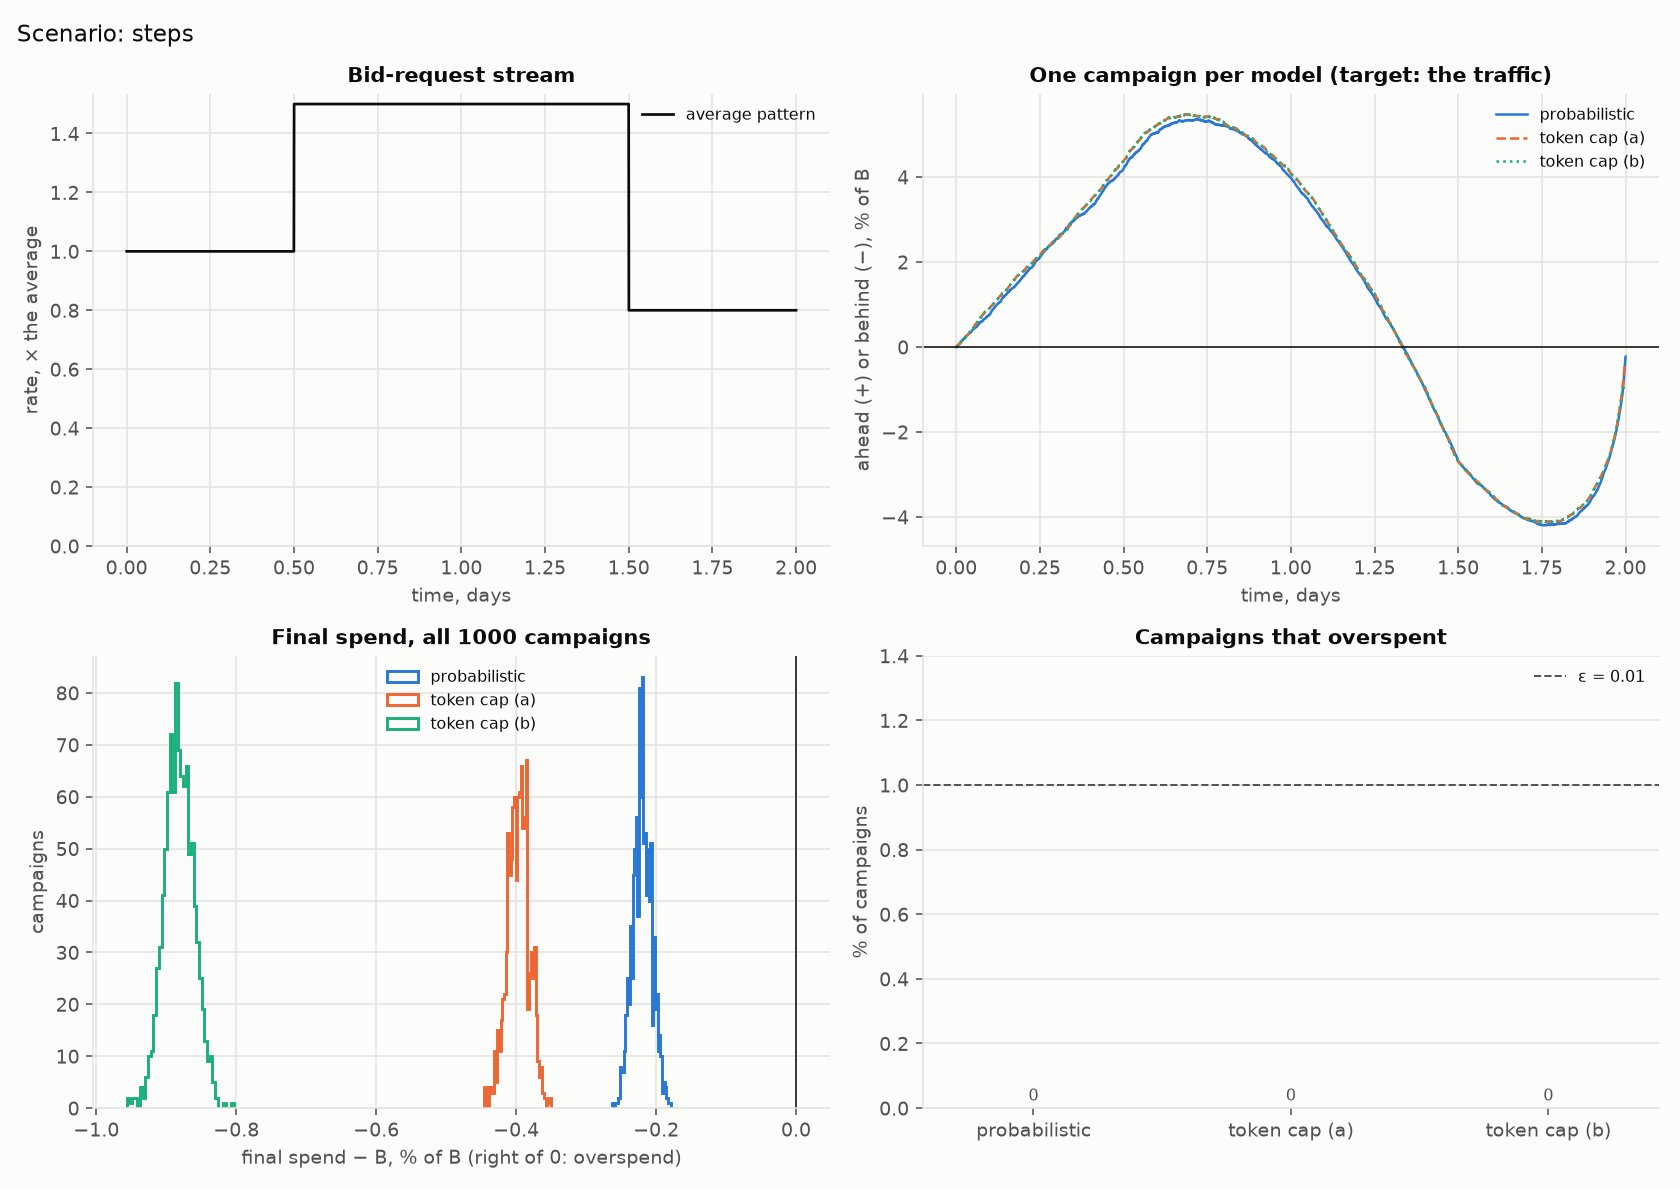 Scenario: steps
Bid-request stream
rate, × the average
1.4
1.2
1.0
0.8
0.6
0.4
0.2
0.0
average pattern
0.00 0.25 0.50 0.75 1.00 1.25 1.50 1.75 2.00
time, days
One campaign per model (target: the traffic)
ahead (+) or behind (−), % of B
4
2
0
−2
−4
probabilistic
token cap (a)
token cap (b)
0.00 0.25 0.50 0.75 1.00 1.25 1.50 1.75 2.00
time, days
Final spend, all 1000 campaigns
campaigns
80
70
60
50
40
30
20
10
0
probabilistic
token cap (a)
token cap (b)
−1.0 −0.8 −0.6 −0.4 −0.2 0.0
final spend − B, % of B (right of 0: overspend)
Campaigns that overspent
% of campaigns
1.4
1.2
1.0
0.8
0.6
0.4
0.2
0.0
ε = 0.01
0 0 0
probabilistic token cap (a) token cap (b)